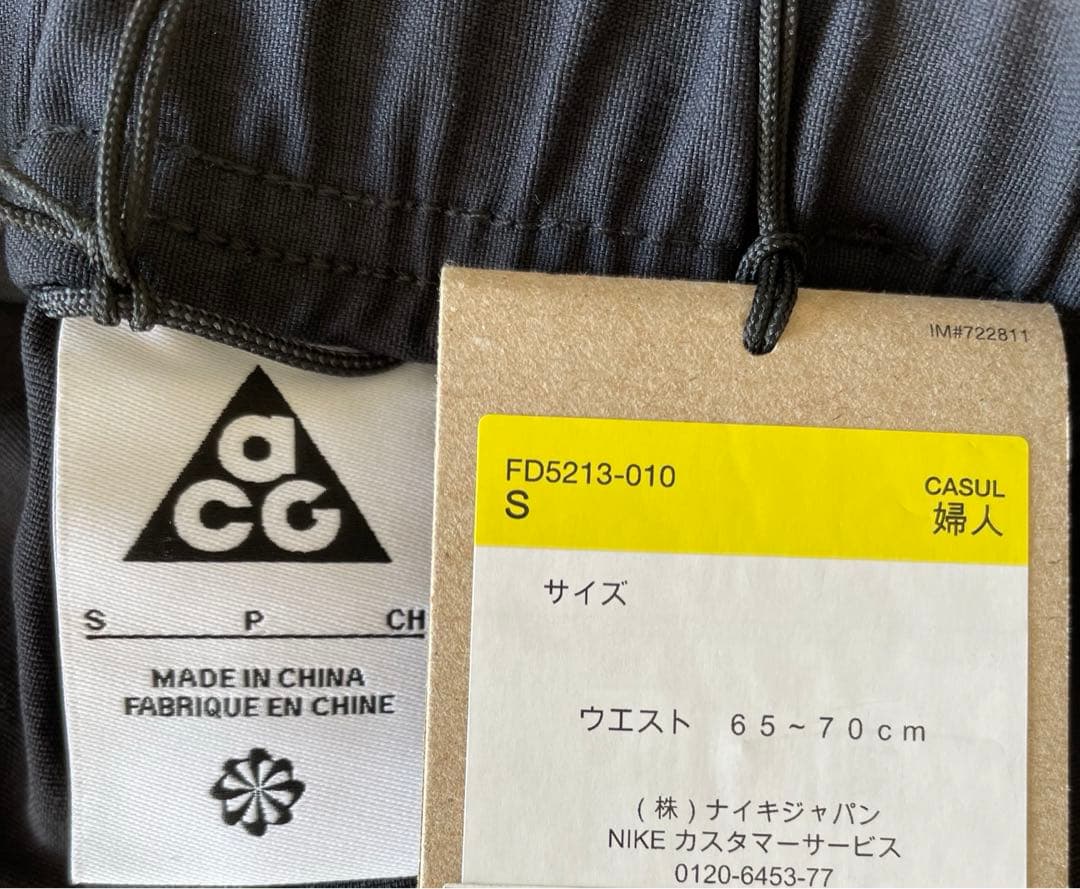 IM#722811
FD5213-010
S
CASUL
婦人
サイズ
ウエスト 65~70cm
(株)ナイキジャパン
NIKE カスタマーサービス
0120-6453-77
aCG
S P CH
MADE IN CHINA
FABRIQUE EN CHINE